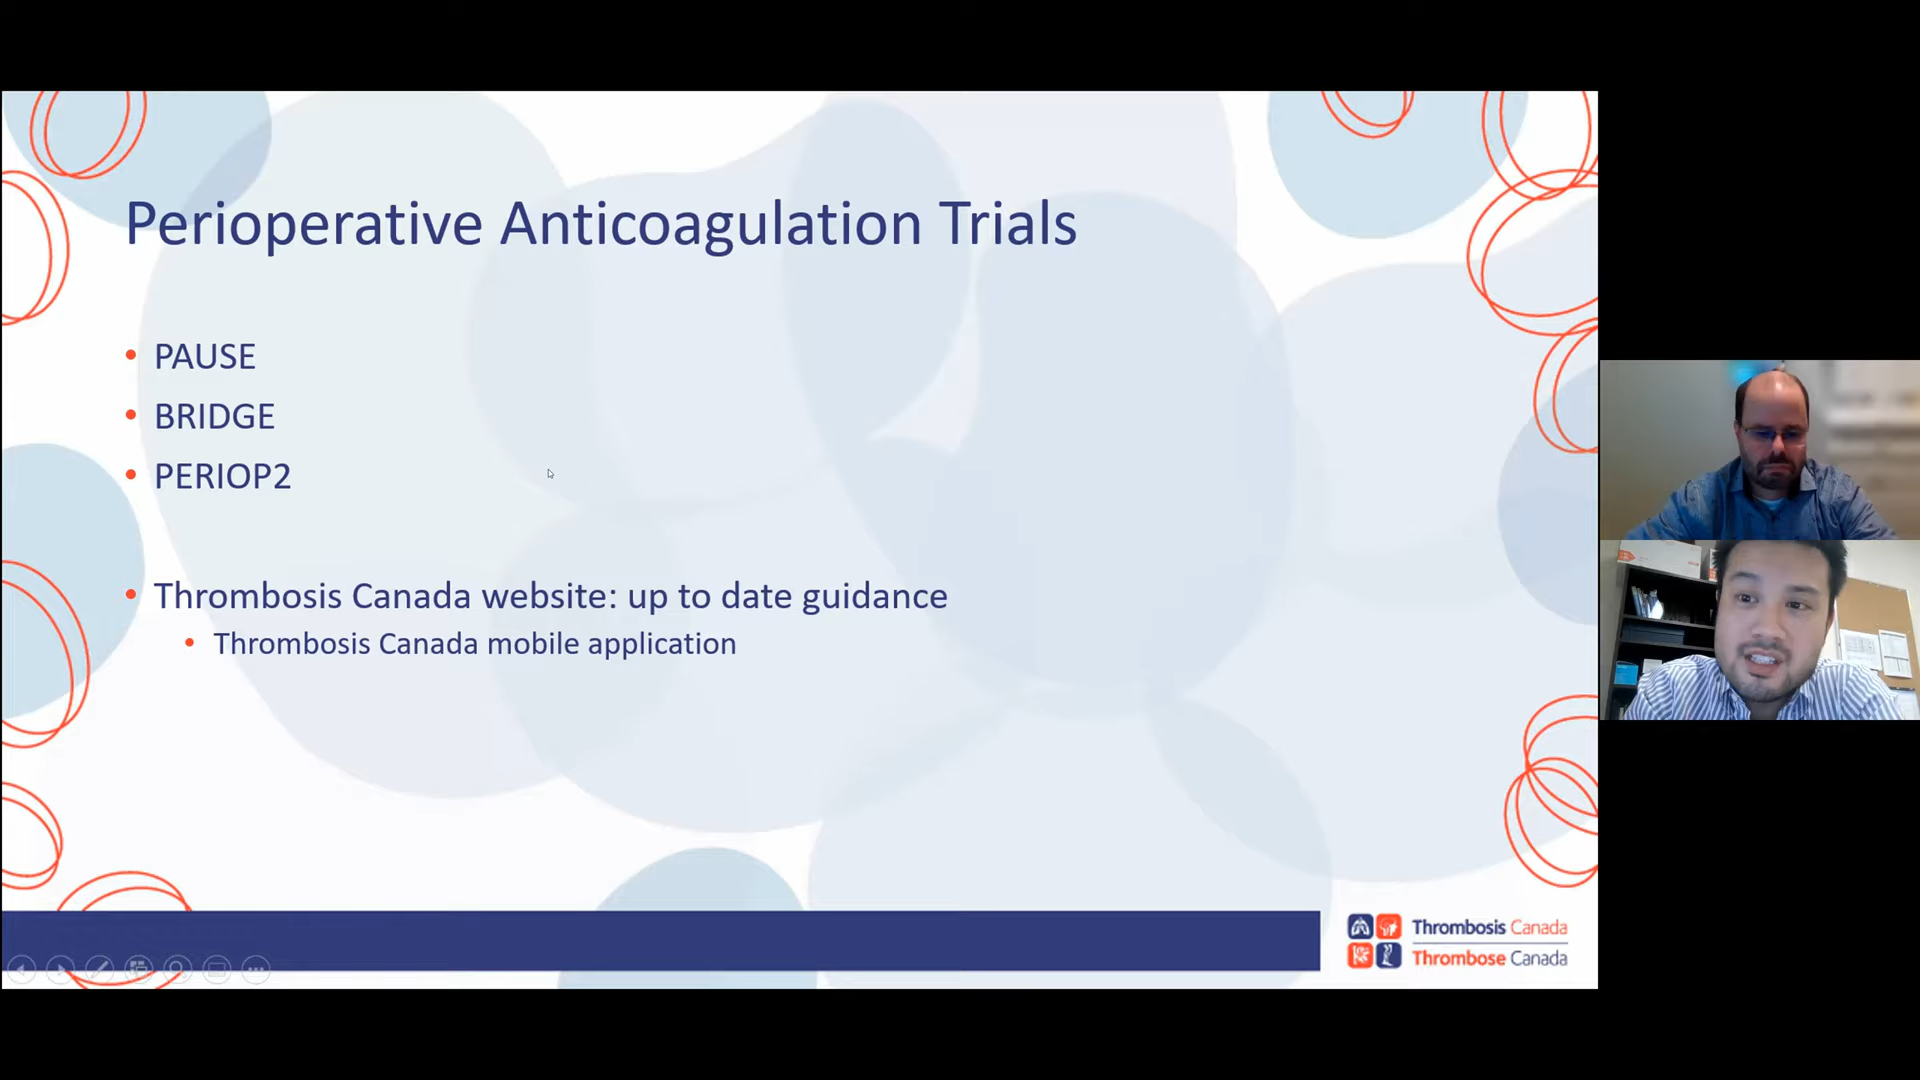 Perioperative Anticoagulation Trials
• PAUSE
• BRIDGE
• PERIOP2
• Thrombosis Canada website: up to date guidance
• Thrombosis Canada mobile application
Thrombosis Canada
Thrombose Canada